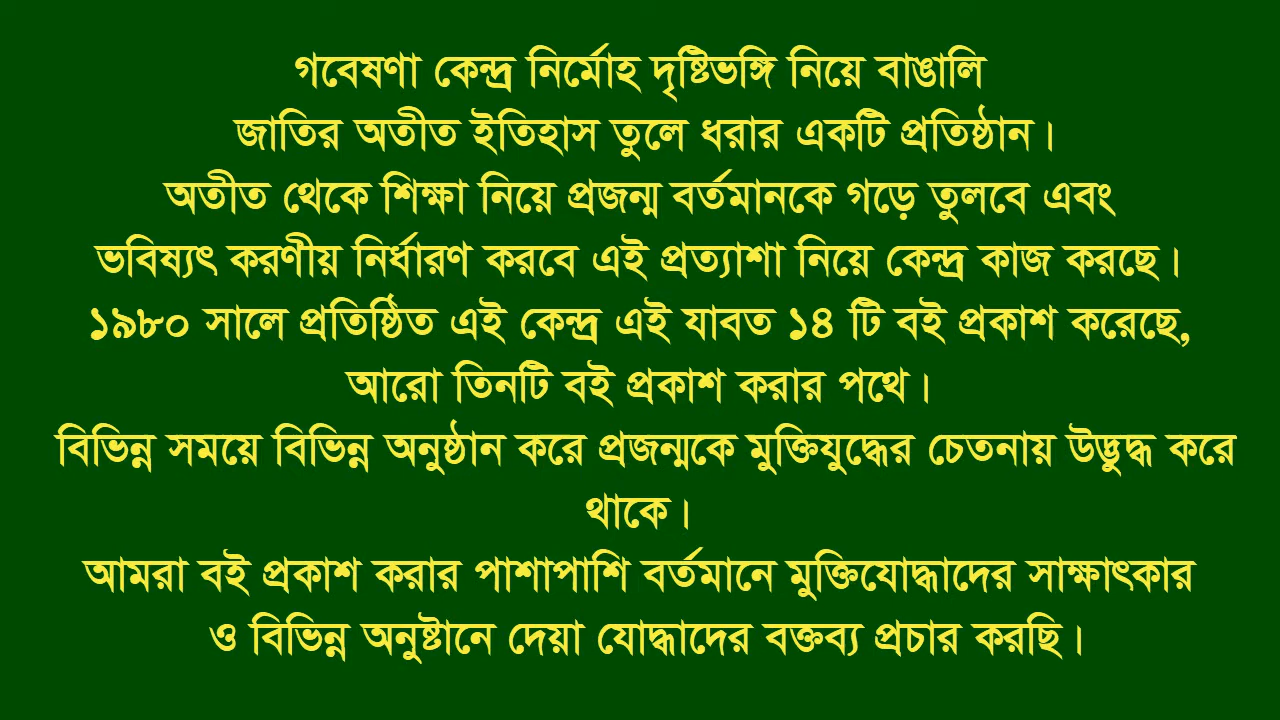 গবেষণা কেন্দ্র নির্মোহ দৃষ্টিভঙ্গি নিয়ে বাঙালি
জাতির অতীত ইতিহাস তুলে ধরার একটি প্রতিষ্ঠান।
অতীত থেকে শিক্ষা নিয়ে প্রজন্ম বর্তমানকে গড়ে তুলবে এবং
ভবিষ্যৎ করণীয় নির্ধারণ করবে এই প্রত্যাশা নিয়ে কেন্দ্র কাজ করছে।
১৯৮০ সালে প্রতিষ্ঠিত এই কেন্দ্র এই যাবত ১৪ টি বই প্রকাশ করেছে,
আরো তিনটি বই প্রকাশ করার পথে।
বিভিন্ন সময়ে বিভিন্ন অনুষ্ঠান করে প্রজন্মকে মুক্তিযুদ্ধের চেতনায় উদ্ভুদ্ধ করে
থাকে।
আমরা বই প্রকাশ করার পাশাপাশি বর্তমানে মুক্তিযোদ্ধাদের সাক্ষাৎকার
ও বিভিন্ন অনুষ্টানে দেয়া যোদ্ধাদের বক্তব্য প্রচার করছি।